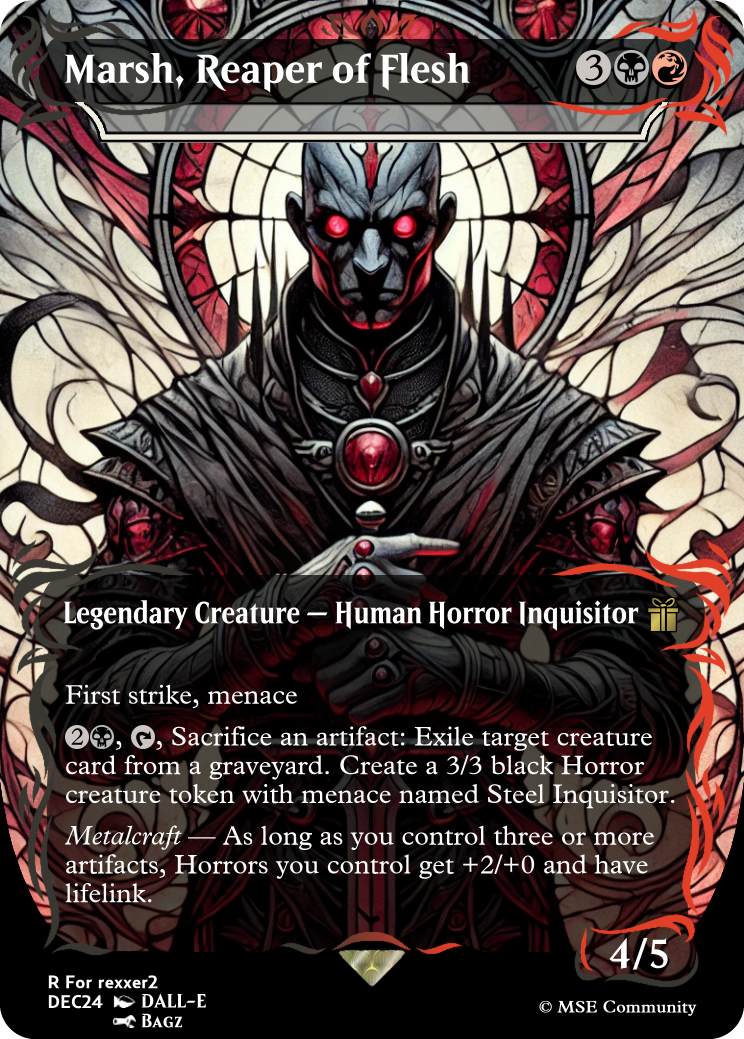 Marsh, Reaper of Flesh 3
Legendary Creature — Human Horror Inquisitor
First strike, menace
2, , Sacrifice an artifact: Exile target creature
card from a graveyard. Create a 3/3 black Horror
creature token with menace named Steel Inquisitor.
Metalcraft — As long as you control three or more
artifacts, Horrors you control get +2/+0 and have
lifelink.
4/5
R For rexxer2
DEC24 DALL-E
Bagz
© MSE Community